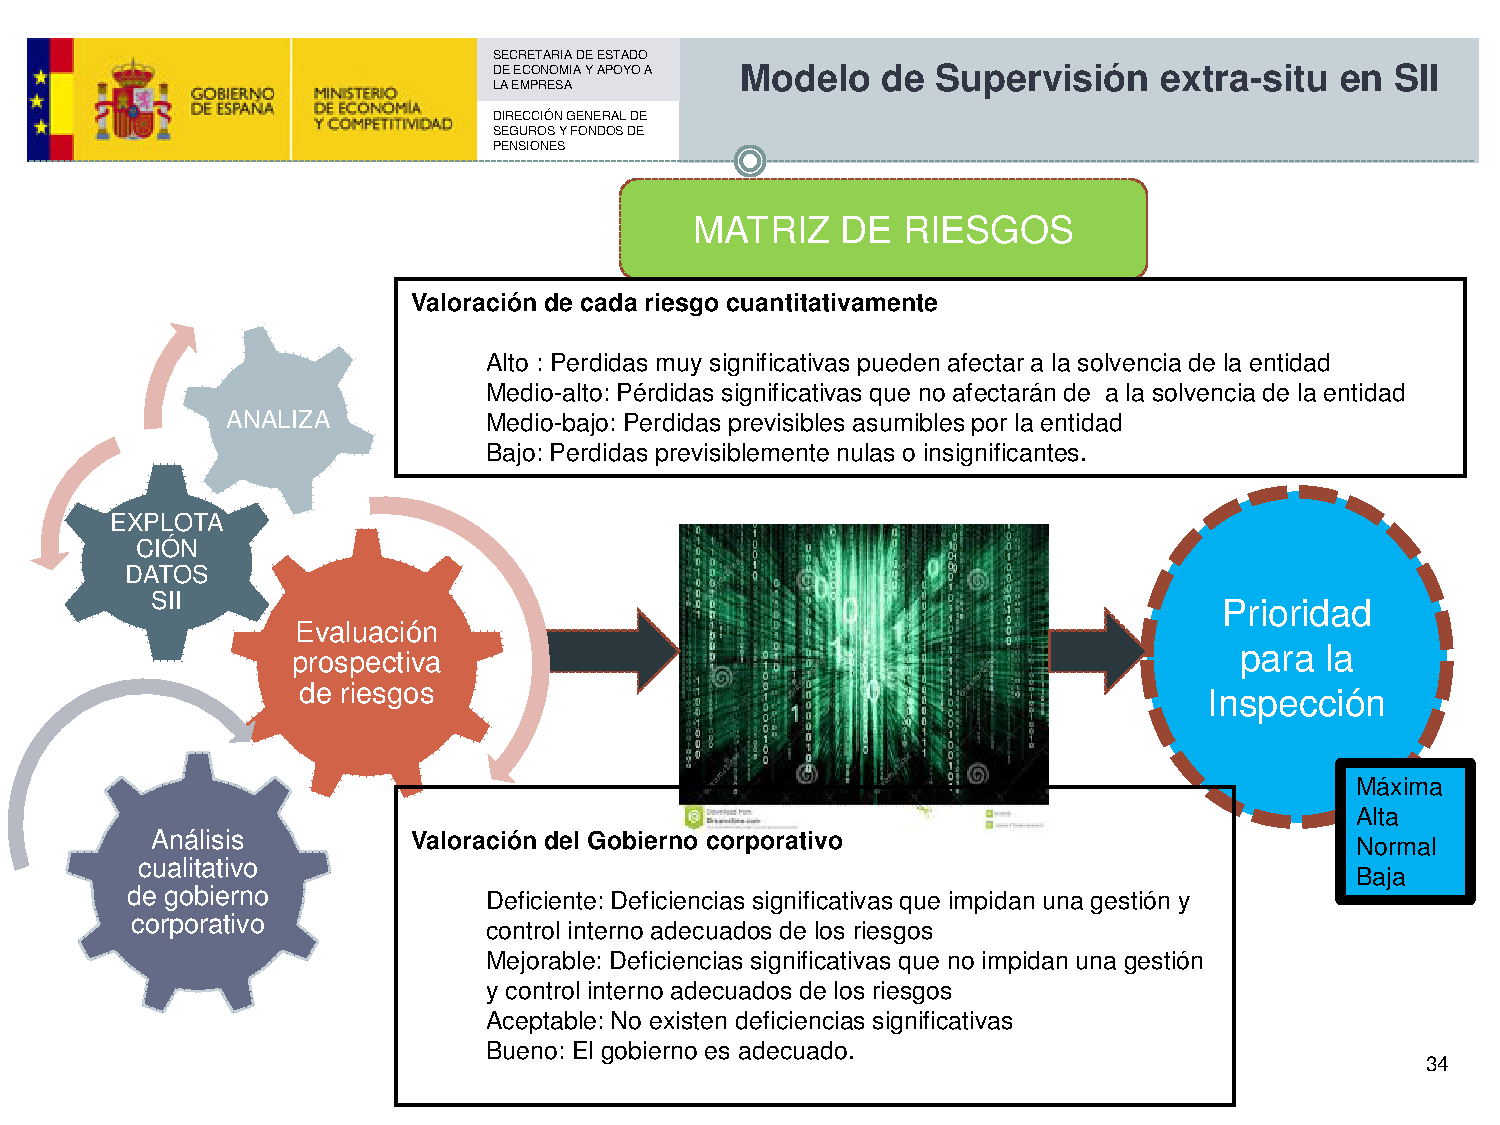 GOBIERNO
DE ESPAÑA
MINISTERIO
DE ECONOMÍA
Y COMPETITIVIDAD
SECRETARIA DE ESTADO
DE ECONOMIA Y APOYO A
LA EMPRESA
DIRECCIÓN GENERAL DE
SEGUROS Y FONDOS DE
PENSIONES
Modelo de Supervisión extra-situ en SII
MATRIZ DE RIESGOS
Valoración de cada riesgo cuantitativamente
Alto : Perdidas muy significativas pueden afectar a la solvencia de la entidad
Medio-alto: Pérdidas significativas que no afectarán de a la solvencia de la entidad
Medio-bajo: Perdidas previsibles asumibles por la entidad
Bajo: Perdidas previsiblemente nulas o insignificantes.
ANALIZA
EXPLOTA
CIÓN
DATOS
SII
Evaluación
prospectiva
de riesgos
Análisis
cualitativo
de gobierno
corporativo
Prioridad
para la
Inspección
Máxima
Alta
Normal
Baja
Download from
Dreamstime.com
Valoración del Gobierno corporativo
Deficiente: Deficiencias significativas que impidan una gestión y
control interno adecuados de los riesgos
Mejorable: Deficiencias significativas que no impidan una gestión
y control interno adecuados de los riesgos
Aceptable: No existen deficiencias significativas
Bueno: El gobierno es adecuado.
34